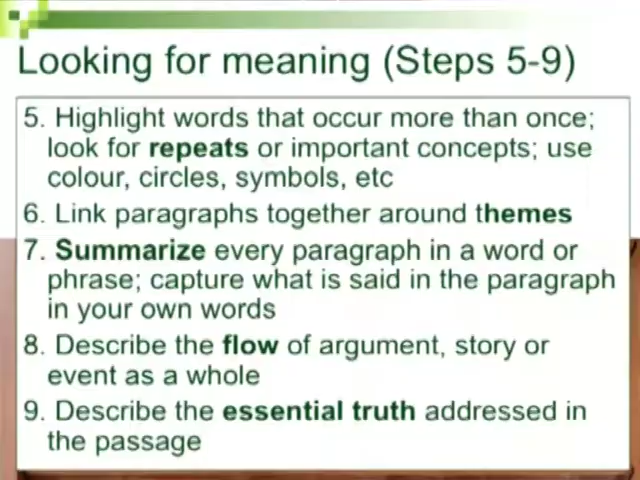 Looking for meaning (Steps 5-9)
5. Highlight words that occur more than once;
look for repeats or important concepts; use
colour, circles, symbols, etc
6. Link paragraphs together around themes
7. Summarize every paragraph in a word or
phrase; capture what is said in the paragraph
in your own words
8. Describe the flow of argument, story or
event as a whole
9. Describe the essential truth addressed in
the passage